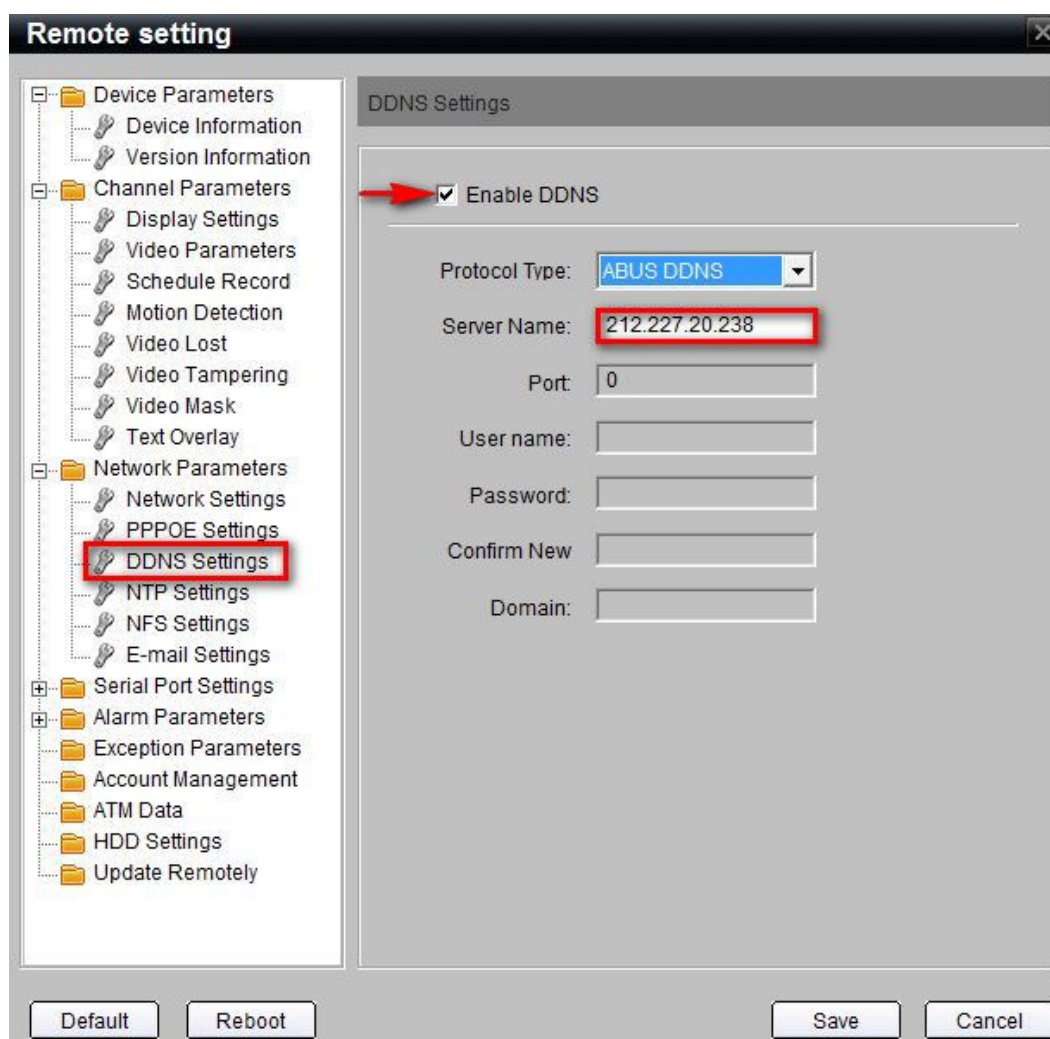 Remote setting
Device Parameters
Device Information
Version Information
Channel Parameters
Display Settings
Video Parameters
Schedule Record
Motion Detection
Video Lost
Video Tampering
Video Mask
Text Overlay
Network Parameters
Network Settings
PPPOE Settings
DDNS Settings
NTP Settings
NFS Settings
E-mail Settings
Serial Port Settings
Alarm Parameters
Exception Parameters
Account Management
ATM Data
HDD Settings
Update Remotely
DDNS Settings
Enable DDNS
Protocol Type: ABUS DDNS
Server Name: 212.227.20.238
Port: 0
User name:
Password:
Confirm New
Domain:
Default Reboot Save Cancel